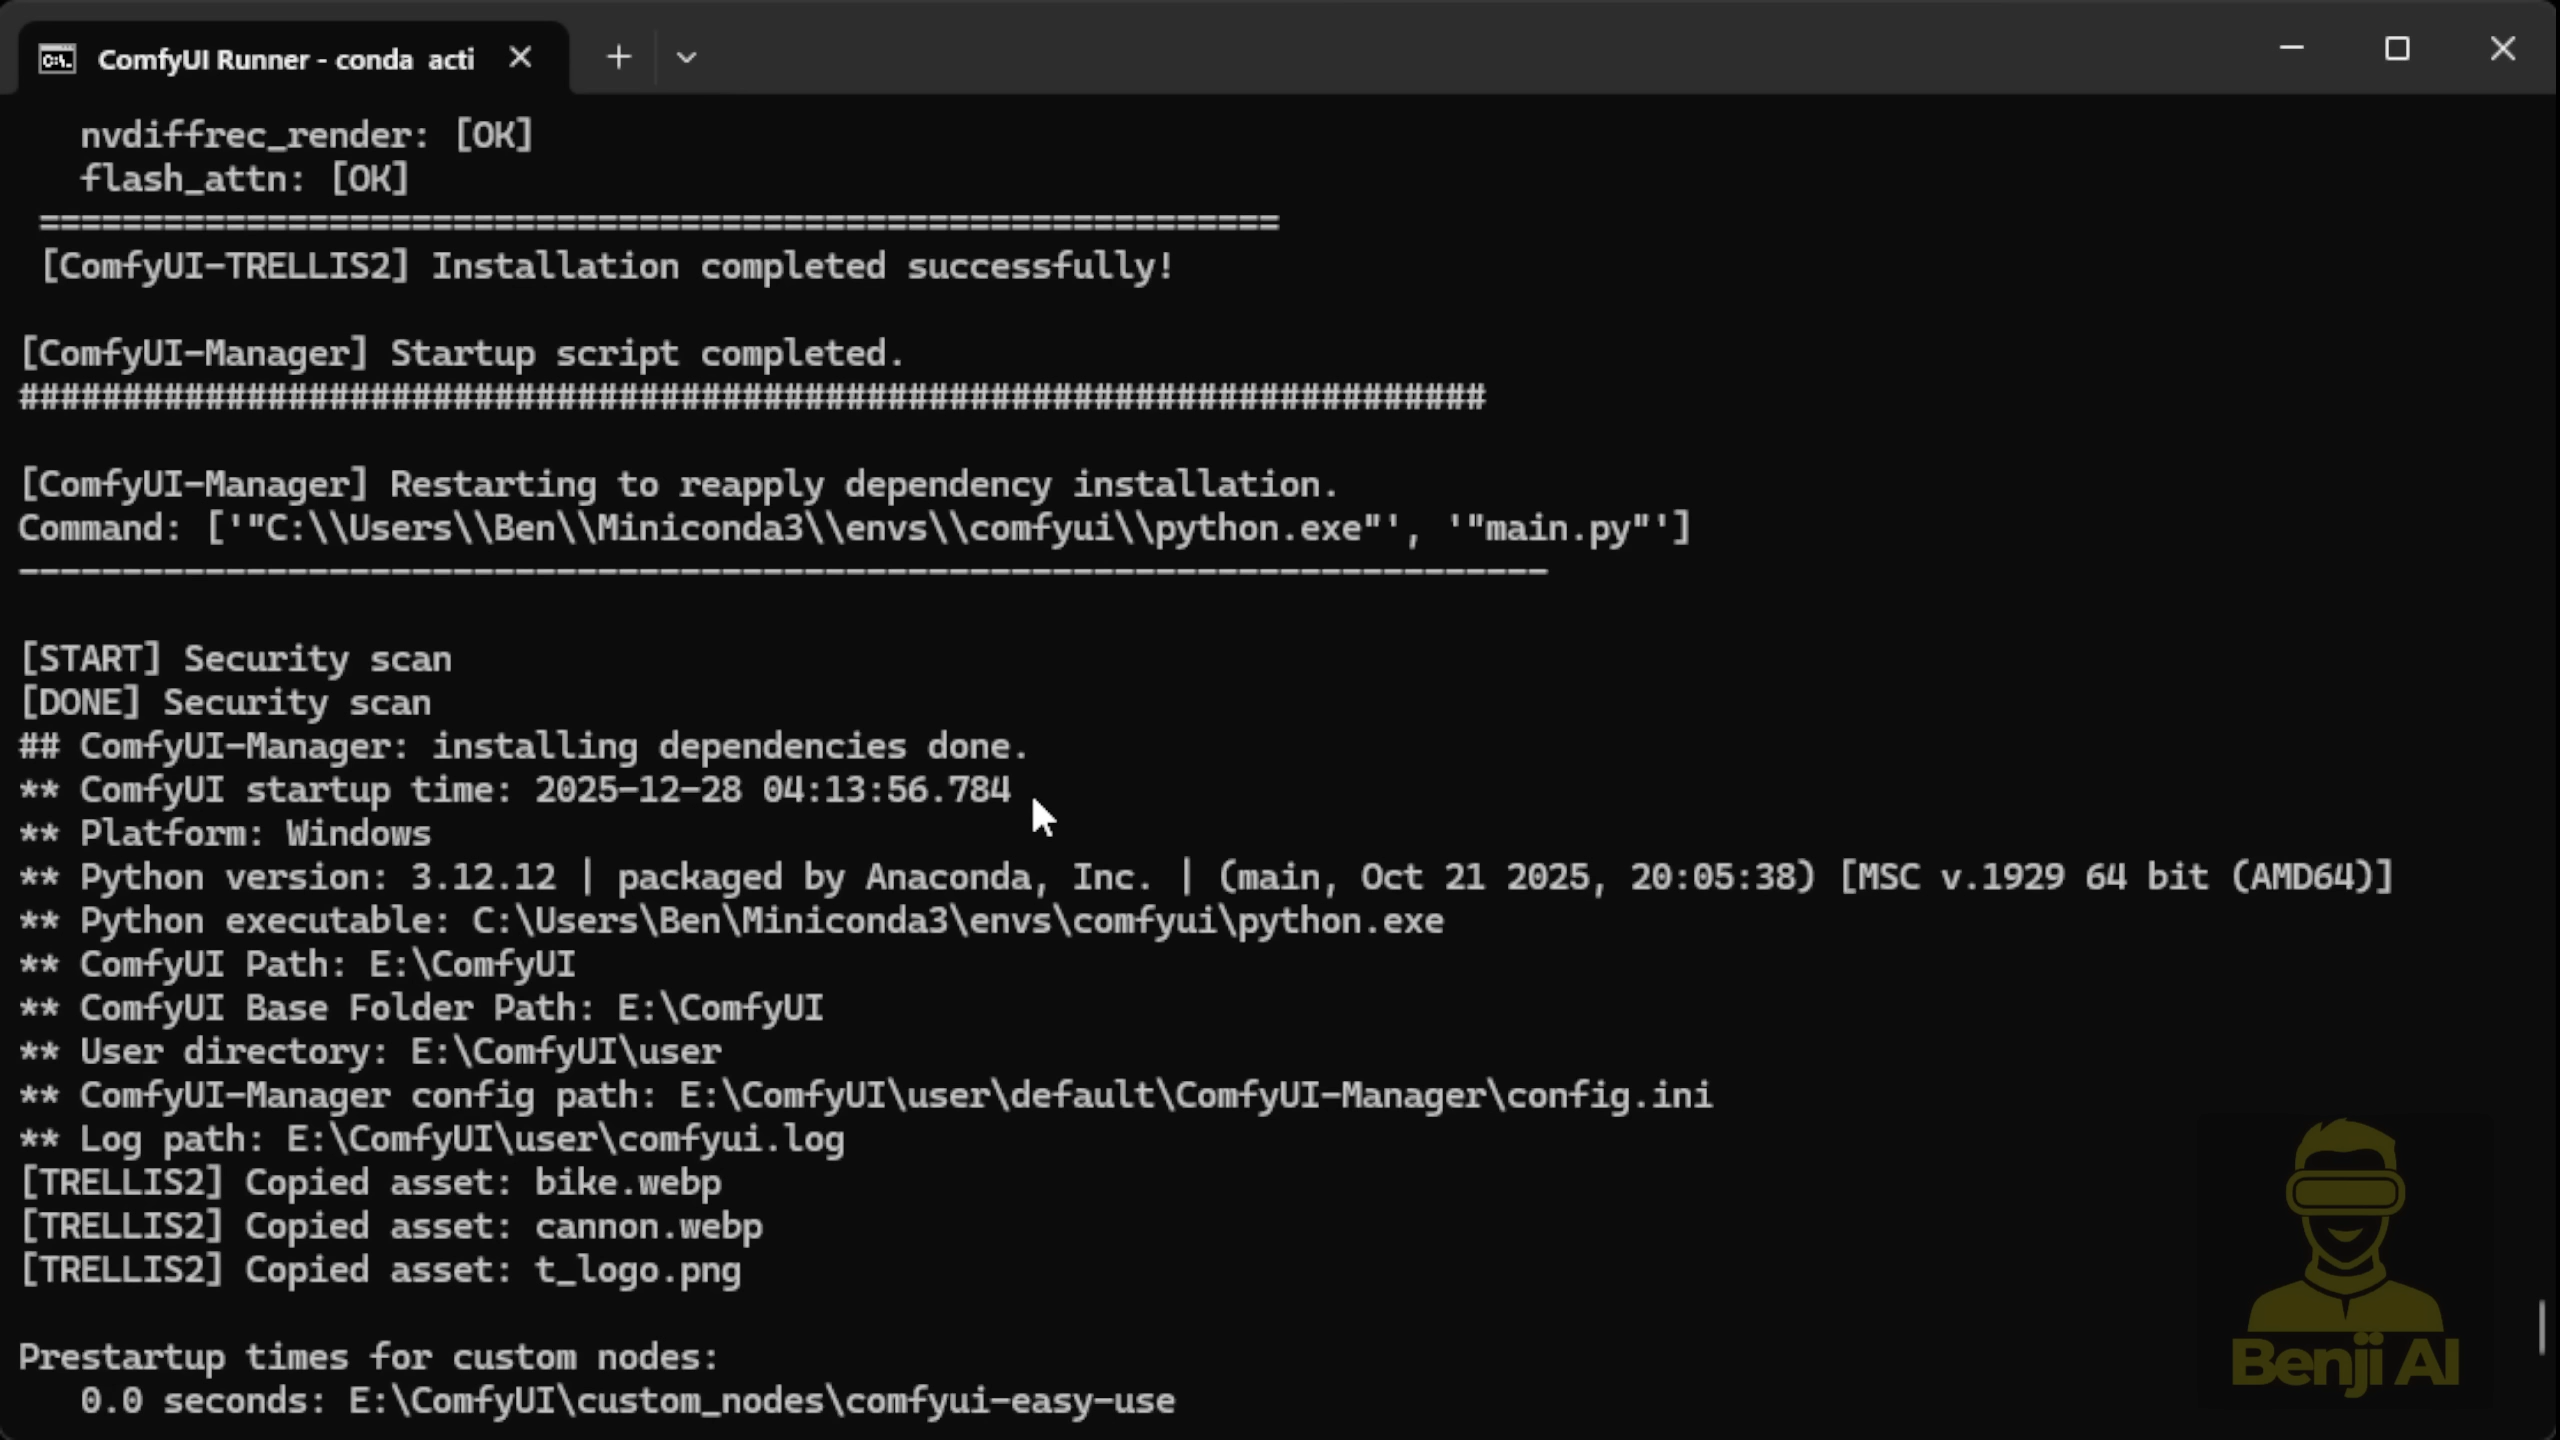 ComfyUI Runner - conda acti
nvdiffrec_render: [OK]
flash_attn: [OK]
============================================================
[ComfyUI-TRELLIS2] Installation completed successfully!
[ComfyUI-Manager] Startup script completed.
#######################################################################
[ComfyUI-Manager] Restarting to reapply dependency installation.
Command: ['"C:\\Users\\Ben\\Miniconda3\\envs\\comfyui\\python.exe"', '"main.py"']
--------------------------------------------------------------------------
[START] Security scan
[DONE] Security scan
## ComfyUI-Manager: installing dependencies done.
** ComfyUI startup time: 2025-12-28 04:13:56.784
** Platform: Windows
** Python version: 3.12.12 | packaged by Anaconda, Inc. | (main, Oct 21 2025, 20:05:38) [MSC v.1929 64 bit (AMD64)]
** Python executable: C:\Users\Ben\Miniconda3\envs\comfyui\python.exe
** ComfyUI Path: E:\ComfyUI
** ComfyUI Base Folder Path: E:\ComfyUI
** User directory: E:\ComfyUI\user
** ComfyUI-Manager config path: E:\ComfyUI\user\default\ComfyUI-Manager\config.ini
** Log path: E:\ComfyUI\user\comfyui.log
[TRELLIS2] Copied asset: bike.webp
[TRELLIS2] Copied asset: cannon.webp
[TRELLIS2] Copied asset: t_logo.png
Prestartup times for custom nodes:
0.0 seconds: E:\ComfyUI\custom_nodes\comfyui-easy-use
Benji AI